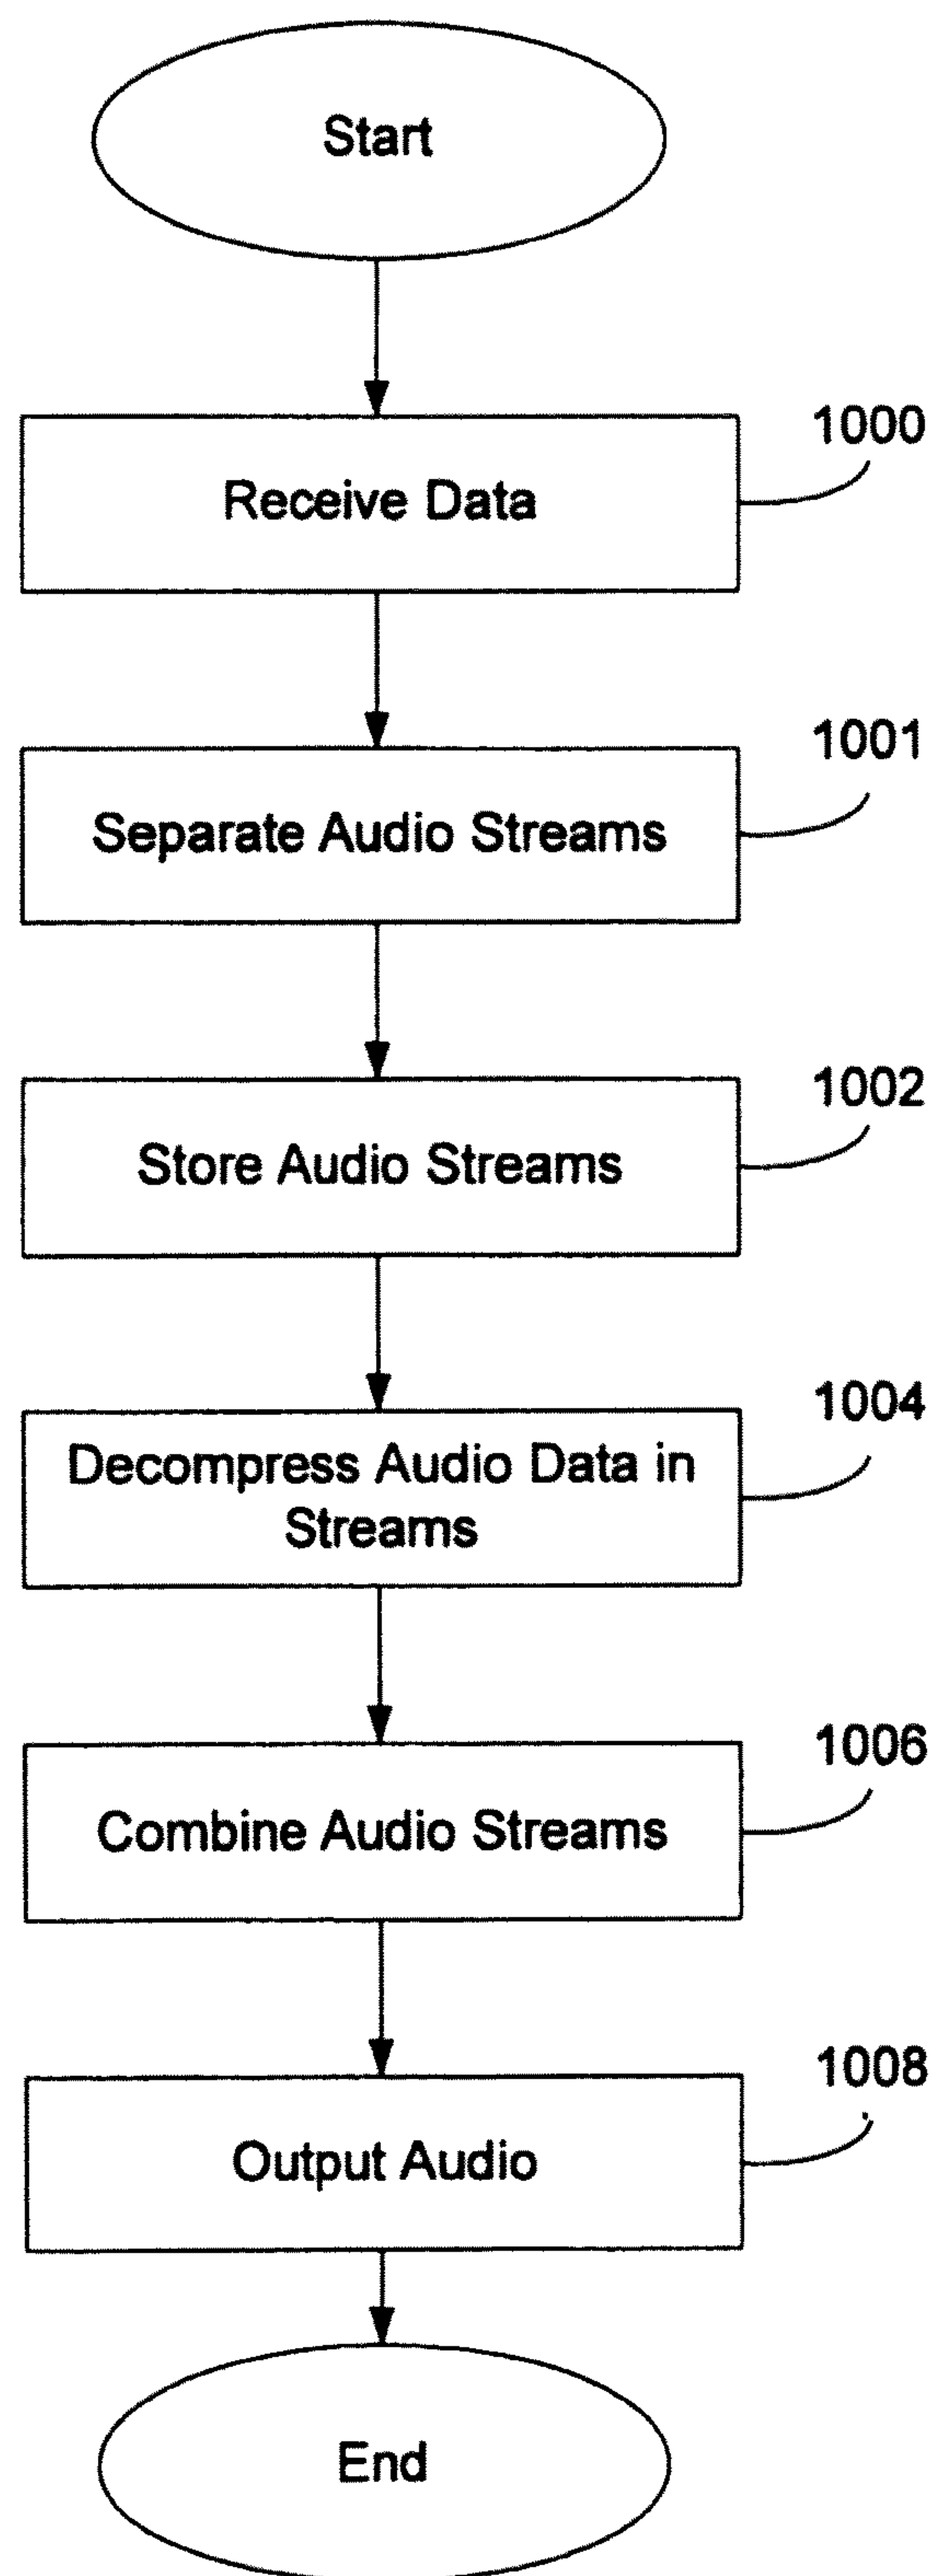 Start
1000
Receive Data
1001
Separate Audio Streams
1002
Store Audio Streams
1004
Decompress Audio Data in
Streams
1006
Combine Audio Streams
1008
Output Audio
End